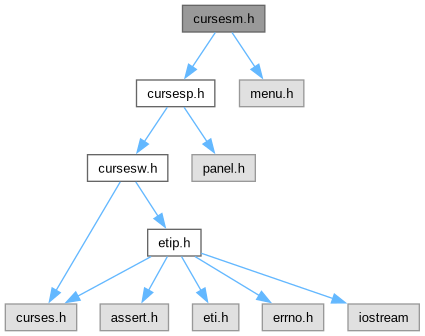 cursesm.h
cursesp.h
menu.h
cursesw.h
panel.h
etip.h
curses.h
assert.h
eti.h
errno.h
iostream